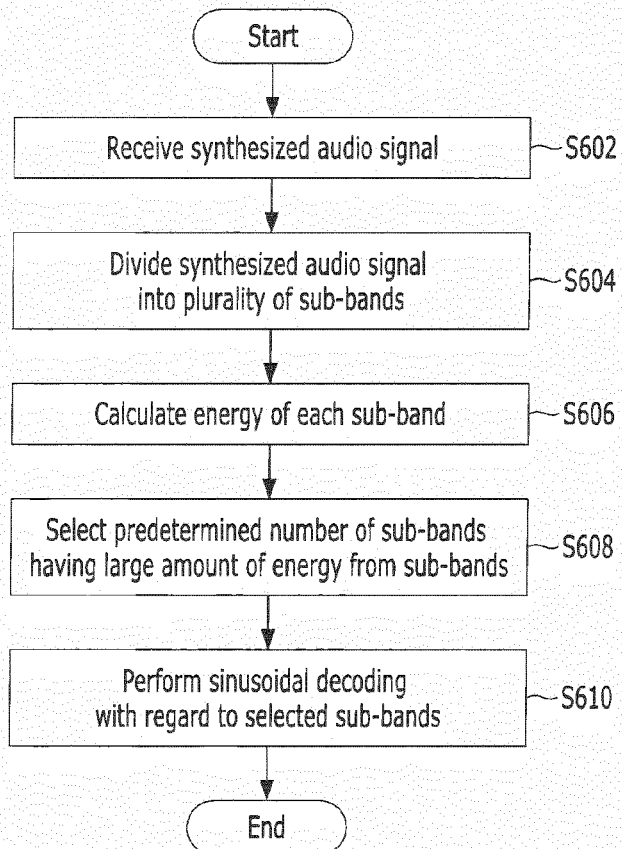 Start
Receive synthesized audio signal
S602
Divide synthesized audio signal
into plurality of sub-bands
S604
Calculate energy of each sub-band
S606
Select predetermined number of sub-bands
having large amount of energy from sub-bands
S608
Perform sinusoidal decoding
with regard to selected sub-bands
S610
End